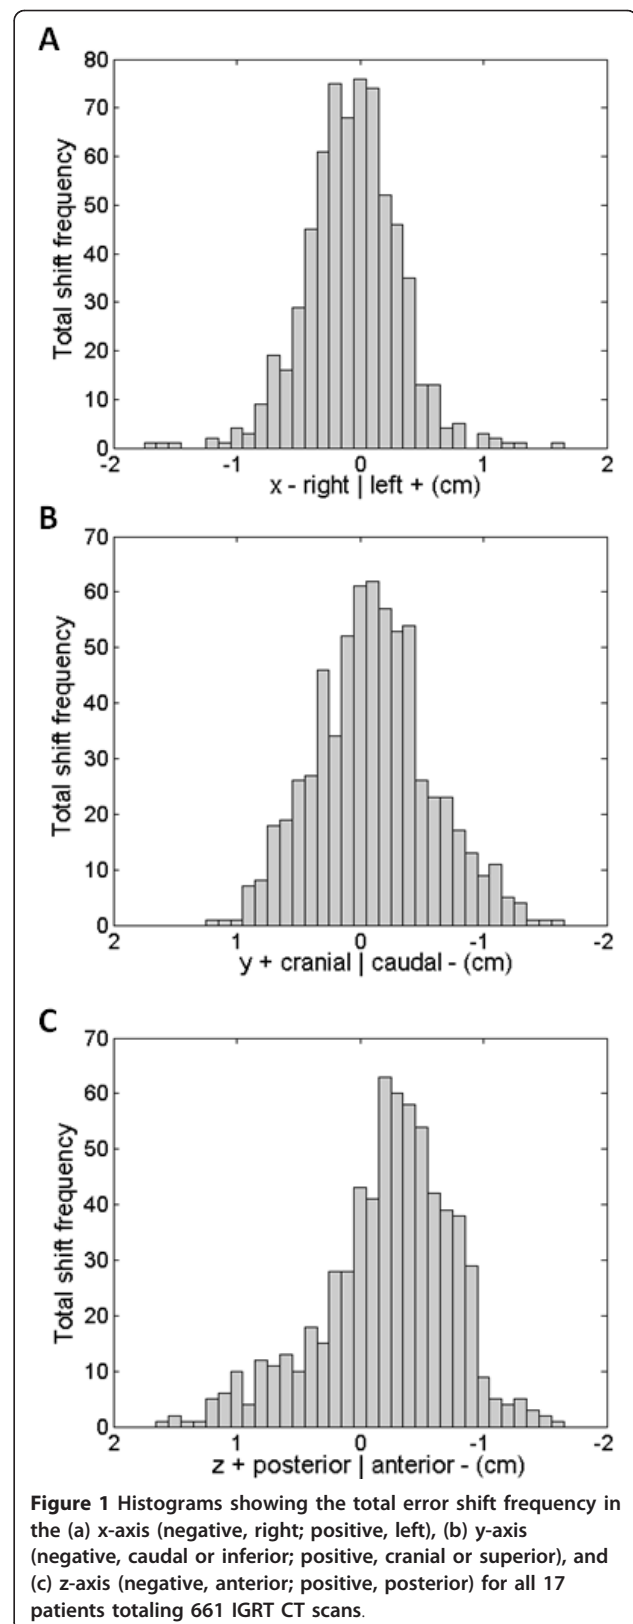 A
80
70
60
50
40
30
20
10
0
Total shift frequency
-2 -1 0 1 2
x - right | left + (cm)
B
70
60
50
40
30
20
10
0
Total shift frequency
2 1 0 -1 -2
y + cranial | caudal - (cm)
C
70
60
50
40
30
20
10
0
Total shift frequency
2 1 0 -1 -2
z + posterior | anterior - (cm)
Figure 1 Histograms showing the total error shift frequency in
the (a) x-axis (negative, right; positive, left), (b) y-axis
(negative, caudal or inferior; positive, cranial or superior), and
(c) z-axis (negative, anterior; positive, posterior) for all 17
patients totaling 661 IGRT CT scans.